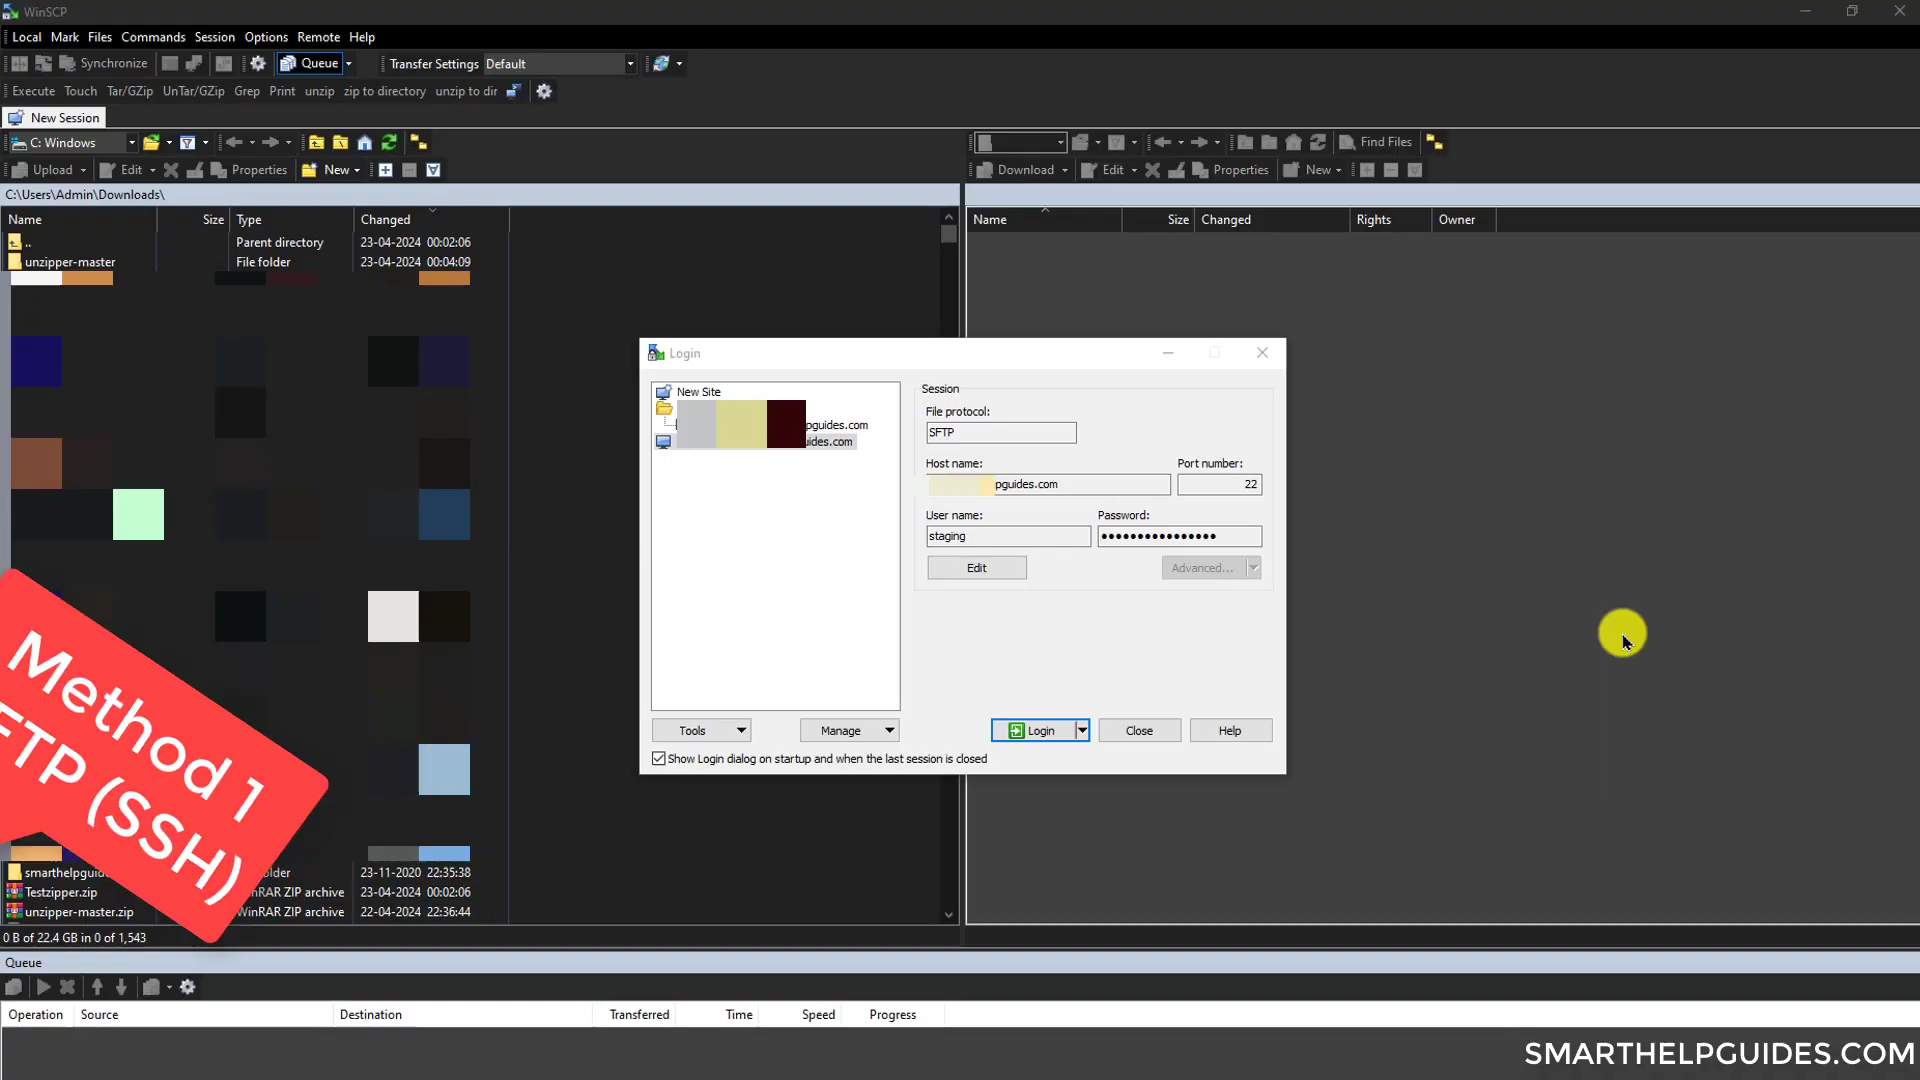 WinSCP
Local Mark Files Commands Session Options Remote Help
Synchronize Queue Transfer Settings Default
Execute Touch Tar/GZip UnTar/GZip Grep Print unzip zip to directory unzip to dir
New Session
C: Windows Find Files
Upload Edit Properties New Download Edit Properties New
C:\Users\Admin\Downloads\
Name Size Type Changed Name Size Changed Rights Owner
.. Parent directory 23-04-2024 00:02:06
unzipper-master File folder 23-04-2024 00:04:09
Login
New Site
pguides.com
uides.com
Session
File protocol:
SFTP
Host name: Port number:
pguides.com 22
User name: Password:
staging ••••••••••••••••
Edit Advanced...
Tools Manage Login Close Help
Show Login dialog on startup and when the last session is closed
Method 1
FTP (SSH)
smarthelpguid older 23-11-2020 22:35:38
Testzipper.zip inRAR ZIP archive 23-04-2024 00:02:06
unzipper-master.zip WinRAR ZIP archive 22-04-2024 22:36:44
0 B of 22.4 GB in 0 of 1,543
Queue
Operation Source Destination Transferred Time Speed Progress
SMARTHELPGUIDES.COM